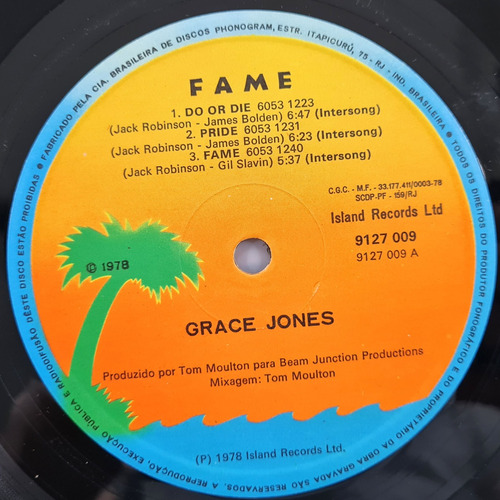 FABRICADO PELA CIA. BRASILEIRA DE DISCOS PHONOGRAM, ESTR. ITAPICURÚ, 75 - RJ - IND. BRASILEIRA
TODOS OS DIREITOS DO PRODUTOR FONOGRÁFICO E DO PROPRIETÁRIO DA OBRA GRAVADA SÃO RESERVADOS. A REPRODUÇÃO, EXECUÇÃO PÚBLICA E RADIODIFUSÃO DÊSTE DISCO ESTÃO PROIBIDAS
FAME
1. DO OR DIE 6053 1223
(Jack Robinson - James Bolden) 6:47 (Intersong)
2. PRIDE 6053 1231
(Jack Robinson - James Bolden) 6:23 (Intersong)
3. FAME 6053 1240
(Jack Robinson - Gil Slavin) 5:37 (Intersong)
C.G.C. - M.F. - 33.177.411/0003-78
SCDP-PF - 159/RJ
Island Records Ltd
9127 009
9127 009 A
© 1978
GRACE JONES
Produzido por Tom Moulton para Beam Junction Productions
Mixagem: Tom Moulton
(P) 1978 Island Records Ltd.